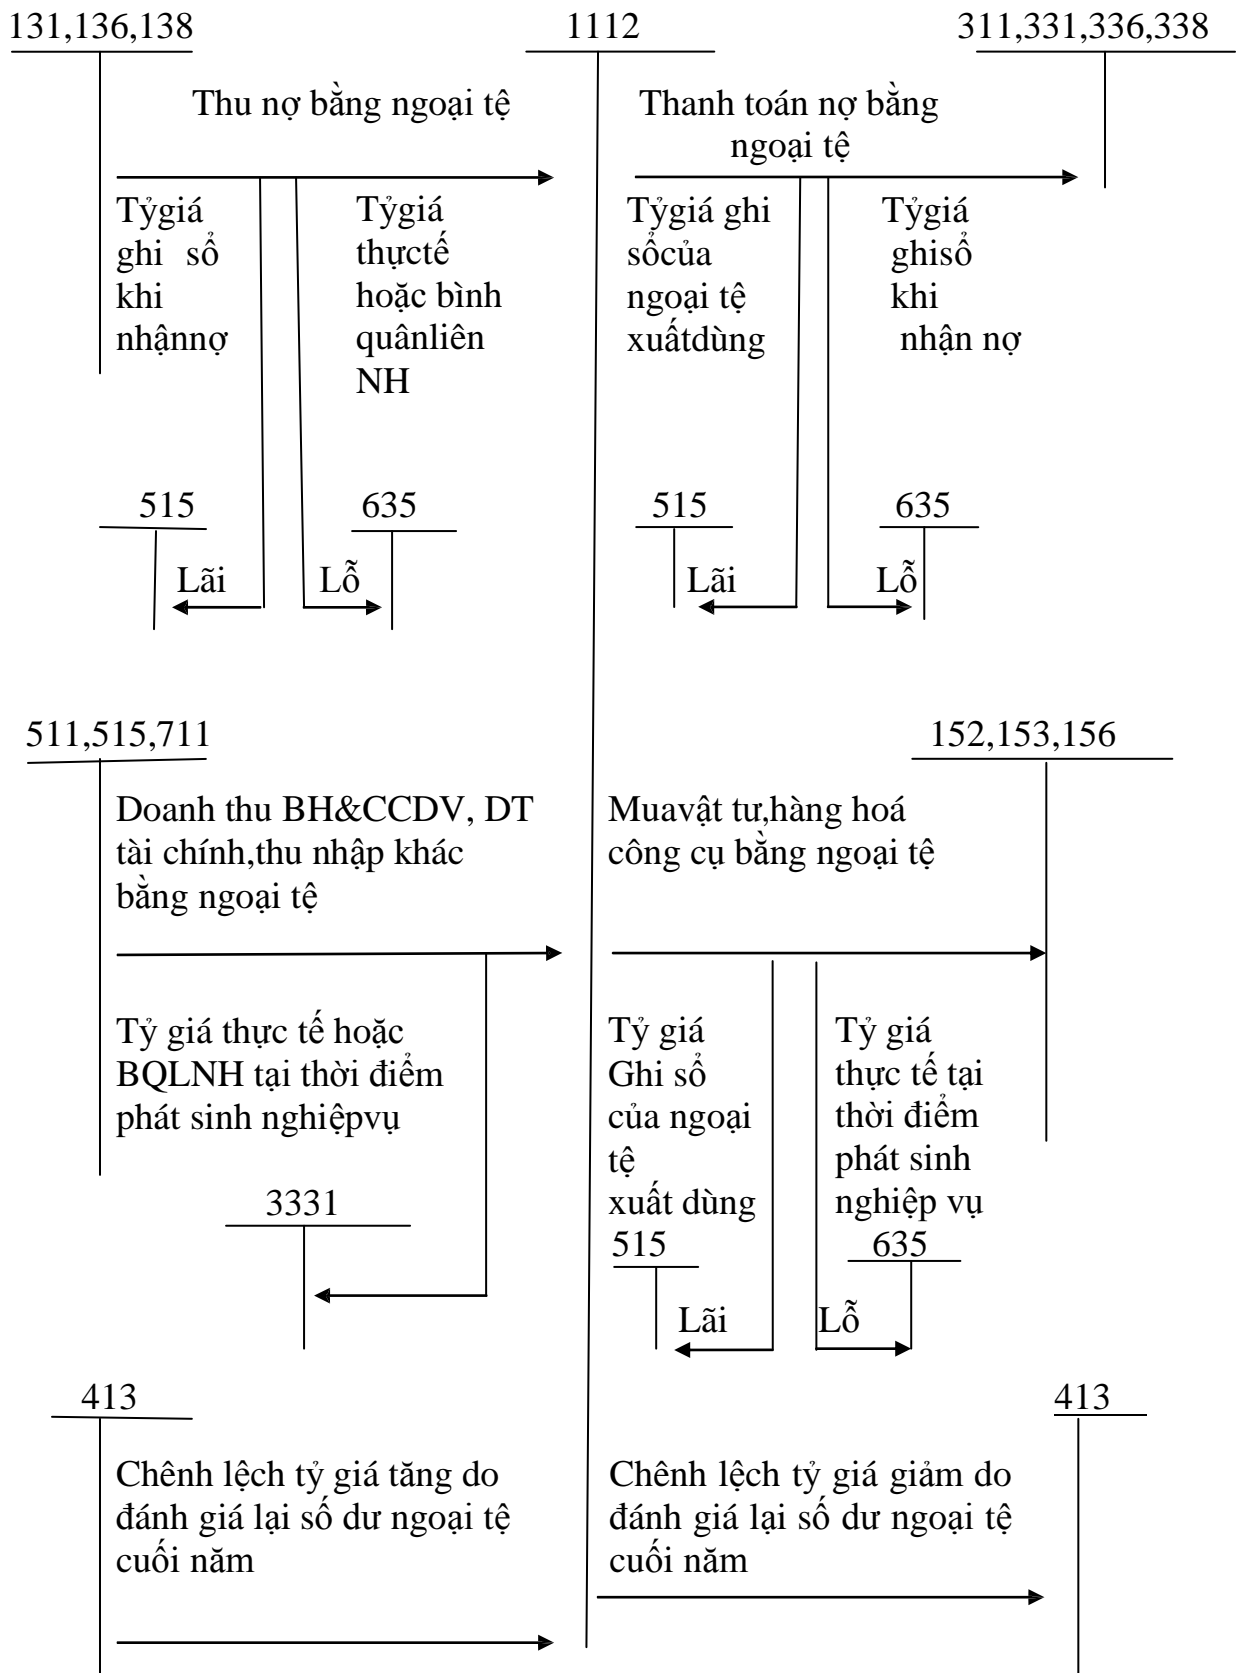 131,136,138
1112
311,331,336,338
Thu nợ bằng ngoại tệ
Thanh toán nợ bằng
ngoại tệ
Tỷgiá
ghi sổ
khi
nhậnnợ
Tỷgiá
thựctế
hoặc bình
quânliên
NH
Tỷgiá ghi
sổcủa
ngoại tệ
xuấtdùng
Tỷgiá
ghisổ
khi
nhận nợ
515
635
515
635
Lãi
Lỗ
Lãi
Lỗ
511,515,711
152,153,156
Doanh thu BH&CCDV, DT
tài chính,thu nhập khác
bằng ngoại tệ
Muavật tư,hàng hoá
công cụ bằng ngoại tệ
Tỷ giá thực tế hoặc
BQLNH tại thời điểm
phát sinh nghiệpvụ
Tỷ giá
Ghi sổ
của ngoại
tệ
xuất dùng
Tỷ giá
thực tế tại
thời điểm
phát sinh
nghiệp vụ
3331
515
635
Lãi
Lỗ
413
413
Chênh lệch tỷ giá tăng do
đánh giá lại số dư ngoại tệ
cuối năm
Chênh lệch tỷ giá giảm do
đánh giá lại số dư ngoại tệ
cuối năm